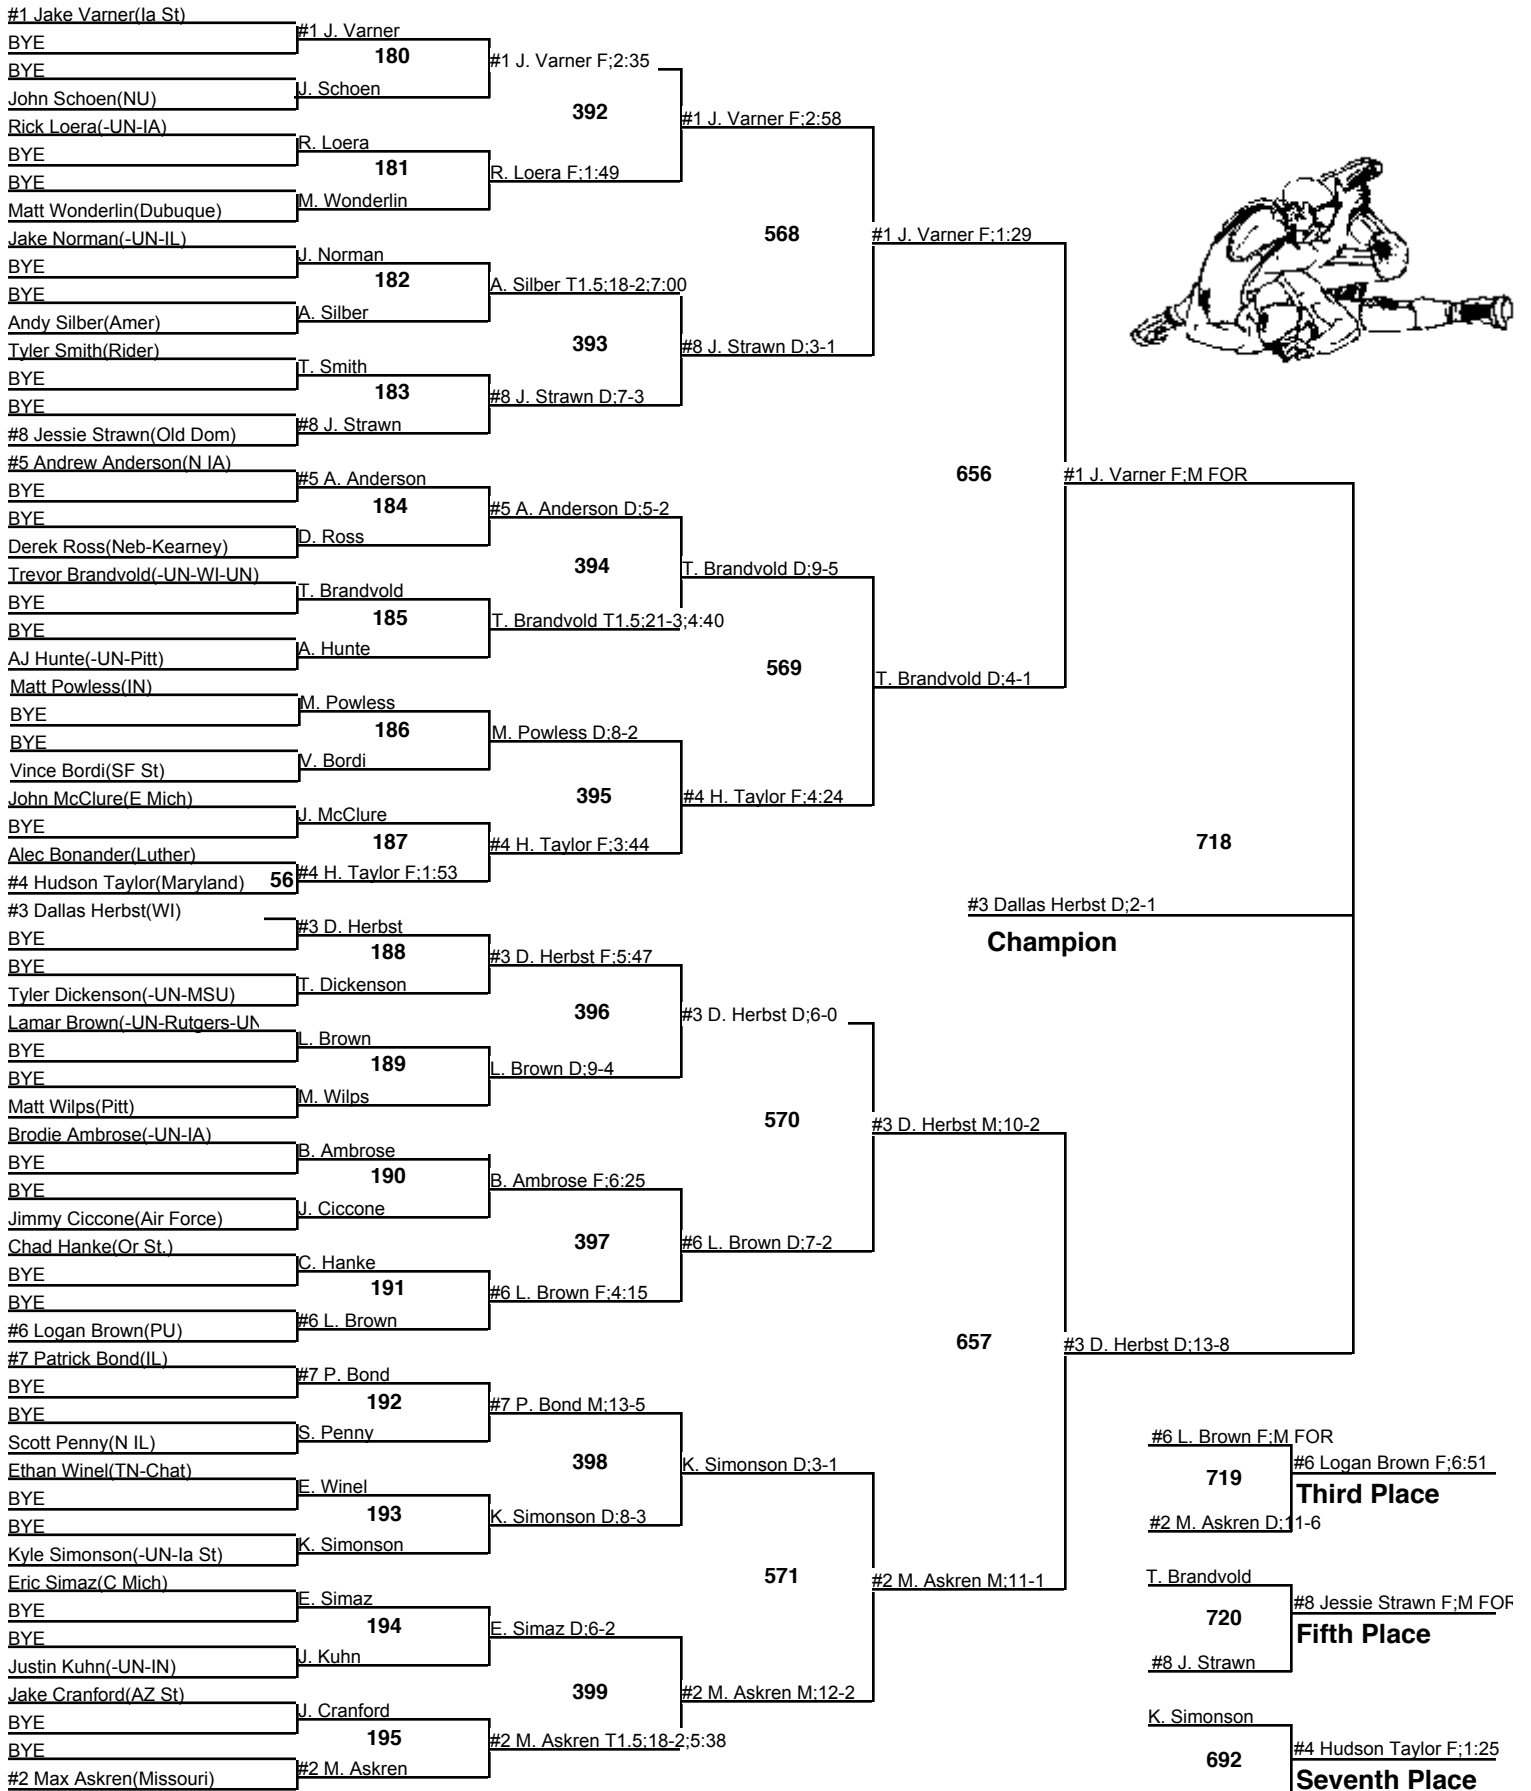 #1 Jake Varner(Ia St)
BYE
BYE
John Schoen(NU)
Rick Loera(-UN-IA)
BYE
BYE
Matt Wonderlin(Dubuque)
Jake Norman(-UN-IL)
BYE
BYE
Andy Silber(Amer)
Tyler Smith(Rider)
BYE
BYE
#8 Jessie Strawn(Old Dom)
#5 Andrew Anderson(N IA)
BYE
BYE
Derek Ross(Neb-Kearney)
Trevor Brandvold(-UN-WI-UN)
BYE
BYE
AJ Hunte(-UN-Pitt)
Matt Powless(IN)
BYE
BYE
Vince Bordi(SF St)
John McClure(E Mich)
BYE
Alec Bonander(Luther)
#4 Hudson Taylor(Maryland)
56
#3 Dallas Herbst(WI)
BYE
BYE
Tyler Dickenson(-UN-MSU)
Lamar Brown(-UN-Rutgers-UN
BYE
BYE
Matt Wilps(Pitt)
Brodie Ambrose(-UN-IA)
BYE
BYE
Jimmy Ciccone(Air Force)
Chad Hanke(Or St.)
BYE
BYE
#6 Logan Brown(PU)
#7 Patrick Bond(IL)
BYE
BYE
Scott Penny(N IL)
Ethan Winel(TN-Chat)
BYE
BYE
Kyle Simonson(-UN-Ia St)
Eric Simaz(C Mich)
BYE
BYE
Justin Kuhn(-UN-IN)
Jake Cranford(AZ St)
BYE
BYE
#2 Max Askren(Missouri)
#1 J. Varner
180
J. Schoen
R. Loera
181
M. Wonderlin
J. Norman
182
A. Silber
T. Smith
183
#8 J. Strawn
#5 A. Anderson
184
D. Ross
T. Brandvold
185
A. Hunte
M. Powless
186
V. Bordi
J. McClure
187
#4 H. Taylor F;1:53
#3 D. Herbst
188
T. Dickenson
L. Brown
189
M. Wilps
B. Ambrose
190
J. Ciccone
C. Hanke
191
#6 L. Brown
#7 P. Bond
192
S. Penny
E. Winel
193
K. Simonson
E. Simaz
194
J. Kuhn
J. Cranford
195
#2 M. Askren
#1 J. Varner F;2:35
392
R. Loera F;1:49
A. Silber T1.5;18-2;7:00
393
#8 J. Strawn D;7-3
#5 A. Anderson D;5-2
394
T. Brandvold T1.5;21-3;4:40
M. Powless D;8-2
395
#4 H. Taylor F;3:44
#3 D. Herbst F;5:47
396
L. Brown D;9-4
B. Ambrose F;6:25
397
#6 L. Brown F;4:15
#7 P. Bond M;13-5
398
K. Simonson D;8-3
E. Simaz D;6-2
399
#2 M. Askren T1.5;18-2;5:38
#1 J. Varner F;2:58
568
#8 J. Strawn D;3-1
T. Brandvold D;9-5
569
#4 H. Taylor F;4:24
#3 D. Herbst D;6-0
570
#6 L. Brown D;7-2
K. Simonson D;3-1
571
#2 M. Askren M;12-2
#1 J. Varner F;1:29
656
T. Brandvold D;4-1
#3 D. Herbst M;10-2
657
#2 M. Askren M;11-1
#1 J. Varner F;M FOR
718
#3 D. Herbst D;13-8
#3 Dallas Herbst D;2-1
Champion
#6 L. Brown F;M FOR
719
#2 M. Askren D;11-6
#6 Logan Brown F;6:51
Third Place
T. Brandvold
720
#8 J. Strawn
#8 Jessie Strawn F;M FOR
Fifth Place
K. Simonson
692
#4 Hudson Taylor F;1:25
Seventh Place